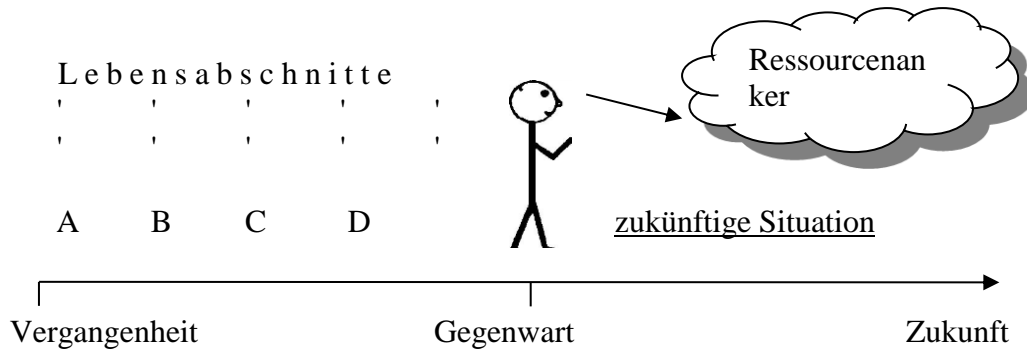 L e b e n s a b s c h n i t t e
' ' ' ' '
' ' ' ' '
A B C D
Ressourcenan
ker
zukünftige Situation
Vergangenheit Gegenwart Zukunft